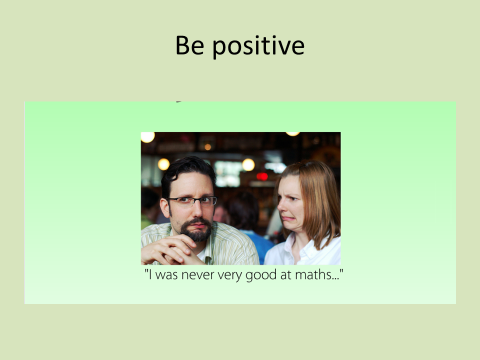 Be positive
"I was never very good at maths..."